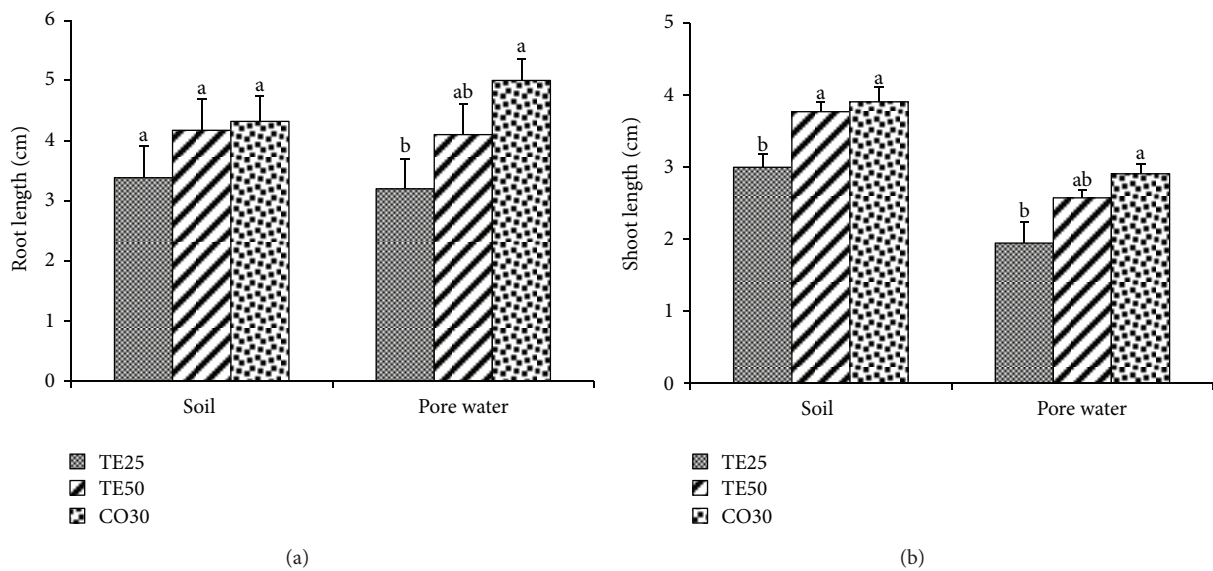 6
5
4
3
2
1
0
Root length (cm)
a
a
a
b
ab
a
Soil
Pore water
TE25
TE50
CO30
(a)
5
4
3
2
1
0
Shoot length (cm)
b
a
a
b
ab
a
Soil
Pore water
TE25
TE50
CO30
(b)